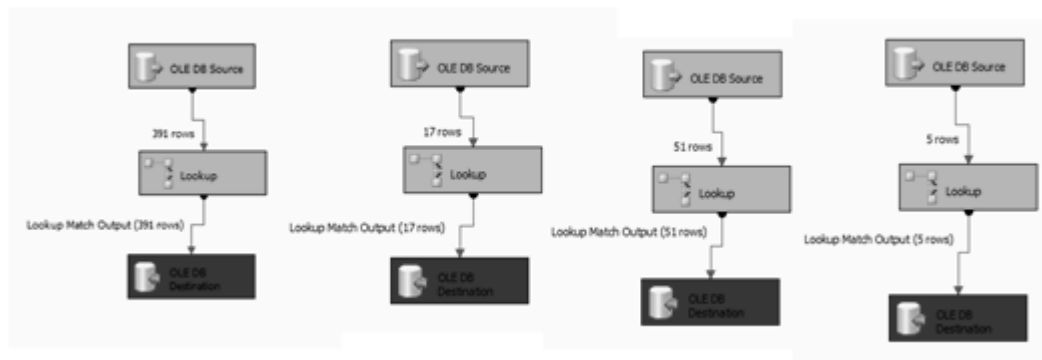 OLE DB Source
391 rows
Lookup
Lookup Match Output (391 rows)
OLE DB
Destination
OLE DB Source
17 rows
Lookup
Lookup Match Output (17 rows)
OLE DB
Destination
OLE DB Source
51 rows
Lookup
Lookup Match Output (51 rows)
OLE DB
Destination
OLE DB Source
5 rows
Lookup
Lookup Match Output (5 rows)
OLE DB
Destination